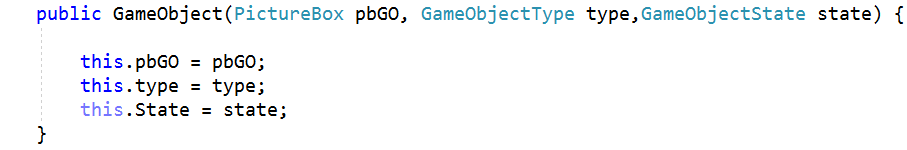 public GameObject(PictureBox pbGO, GameObjectType type,GameObjectState state) {
this.pbGO = pbGO;
this.type = type;
this.State = state;
}